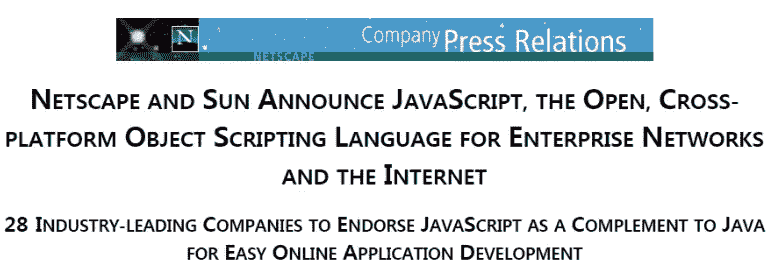 N
NETSCAPE
Company Press Relations
NETSCAPE AND SUN ANNOUNCE JAVASCRIPT, THE OPEN, CROSS-
PLATFORM OBJECT SCRIPTING LANGUAGE FOR ENTERPRISE NETWORKS
AND THE INTERNET
28 INDUSTRY-LEADING COMPANIES TO ENDORSE JAVASCRIPT AS A COMPLEMENT TO JAVA
FOR EASY ONLINE APPLICATION DEVELOPMENT